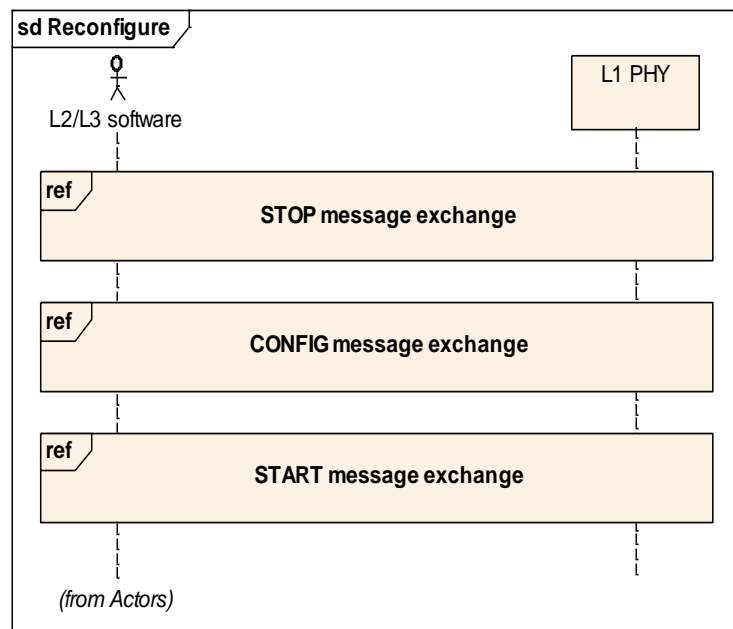 sd Reconfigure
L2/L3 software
L1 PHY
ref
STOP message exchange
ref
CONFIG message exchange
ref
START message exchange
(from Actors)